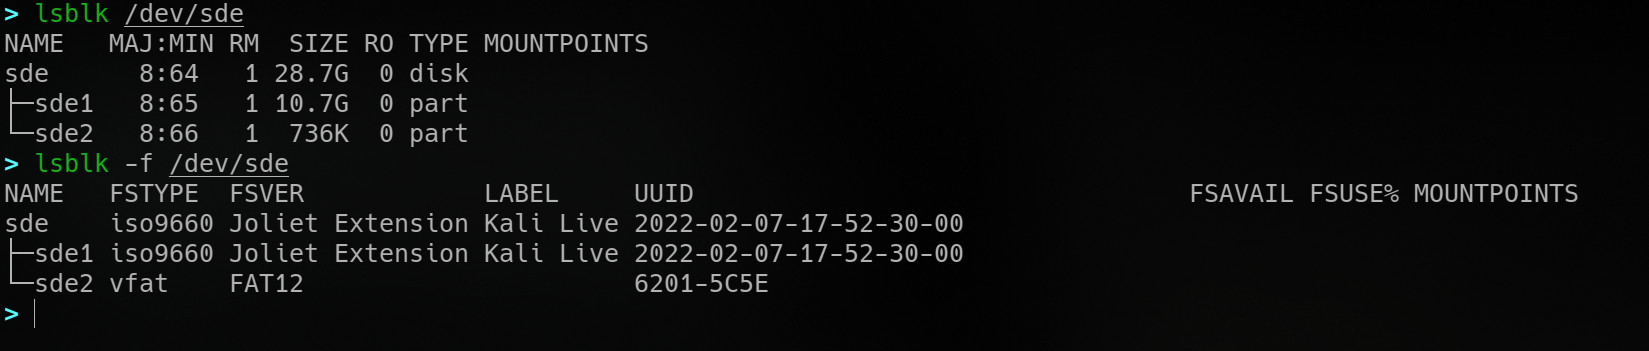 > lsblk /dev/sde
NAME   MAJ:MIN RM  SIZE RO TYPE MOUNTPOINTS
sde      8:64   1 28.7G  0 disk
├─sde1   8:65   1 10.7G  0 part
└─sde2   8:66   1  736K  0 part
> lsblk -f /dev/sde
NAME   FSTYPE  FSVER            LABEL     UUID                                 FSAVAIL FSUSE% MOUNTPOINTS
sde    iso9660 Joliet Extension Kali Live 2022-02-07-17-52-30-00
├─sde1 iso9660 Joliet Extension Kali Live 2022-02-07-17-52-30-00
└─sde2 vfat    FAT12                      6201-5C5E
>